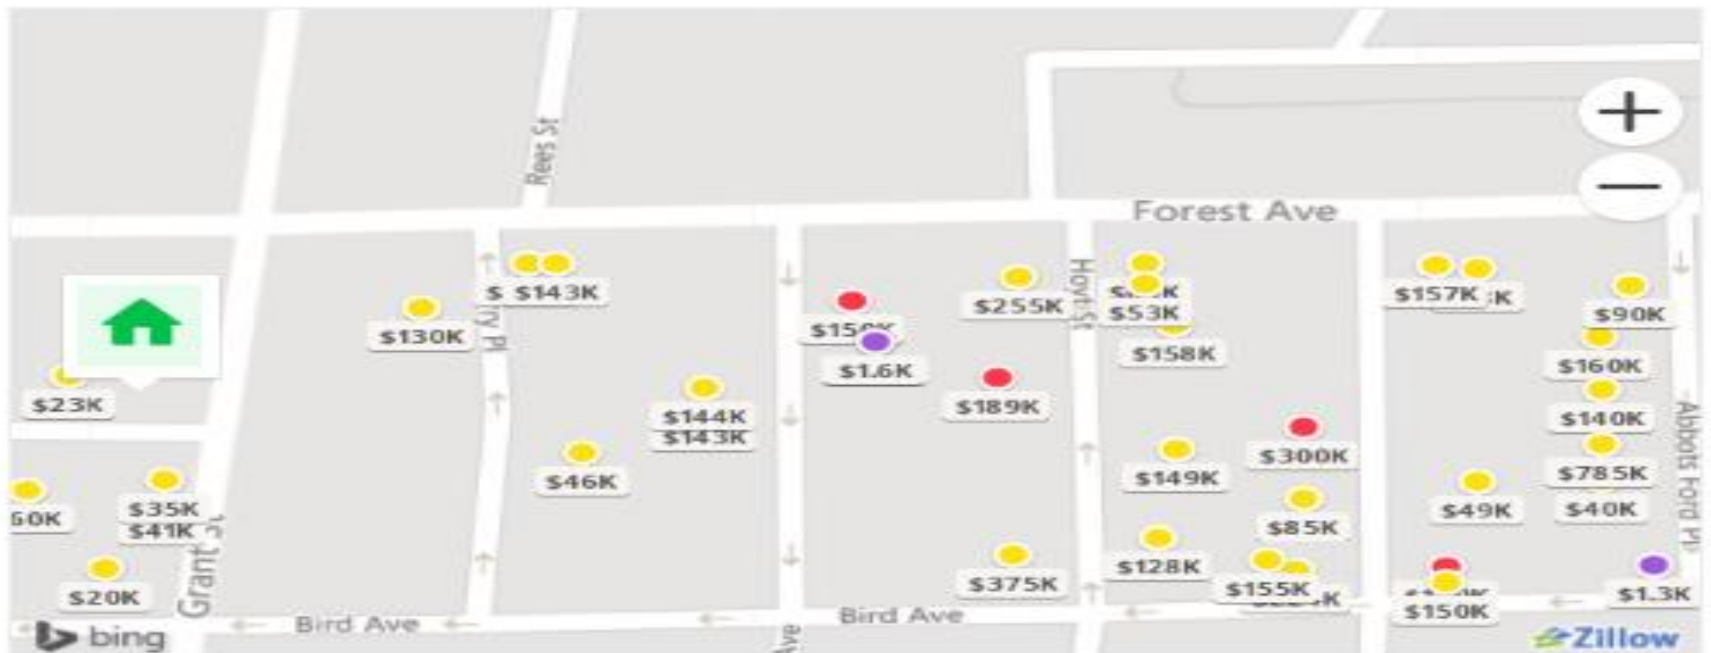 Rees St
Forest Ave
$143K
$130K
Hoyt St
$255K
$53K
$157K
$90K
$1.6K
$158K
$160K
$23K
$189K
$144K
$143K
$140K
$46K
$300K
$149K
$785K
60K
$35K
$41K
$49K
$40K
Abbots Ford Pl
$85K
$20K
$375K
$128K
$155K
$150K
$1.3K
Grant St
Bird Ave
Bird Ave
Ave
bing
Zillow